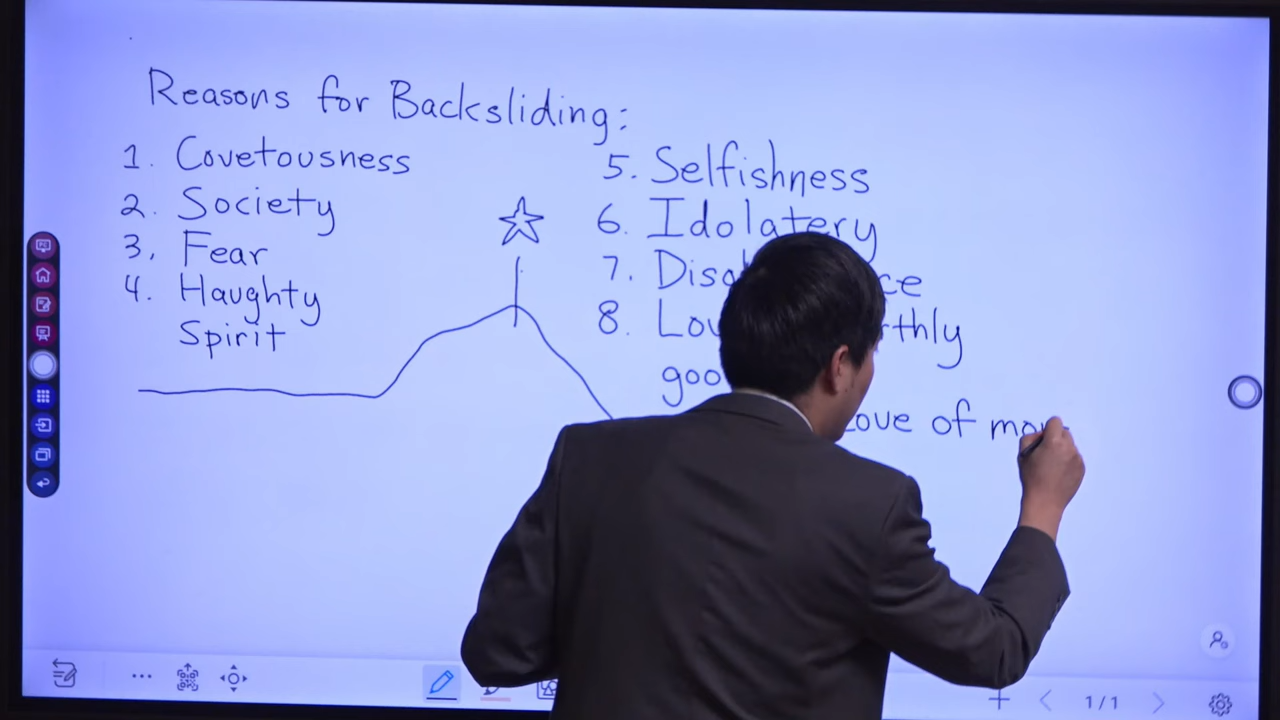 Reasons for Backsliding:
1. Covetousness
2. Society
3. Fear
4. Haughty
Spirit
5. Selfishness
6. Idolatery
7.
8.
Love of
1/1